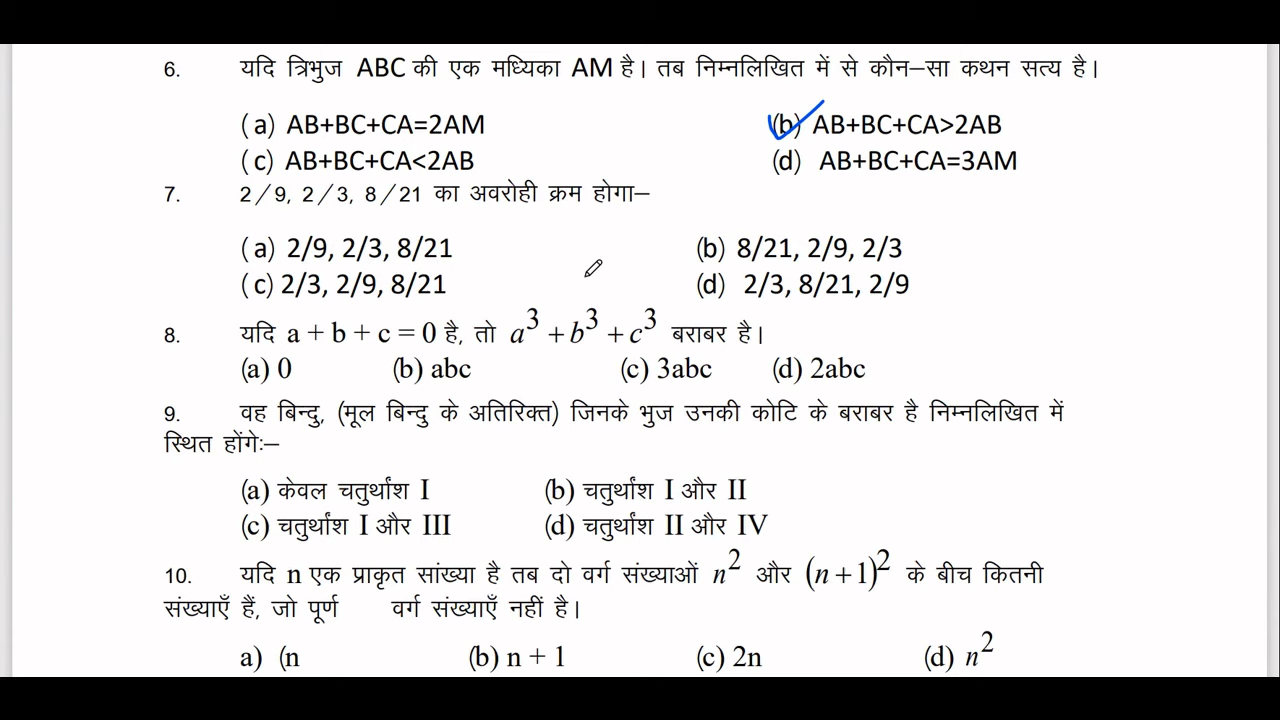 6. यदि त्रिभुज ABC की एक मध्यिका AM है। तब निम्नलिखित में से कौन–सा कथन सत्य है।
(a) AB+BC+CA=2AM (b) AB+BC+CA>2AB
(c) AB+BC+CA<2AB (d) AB+BC+CA=3AM
7. 2/9, 2/3, 8/21 का अवरोही क्रम होगा–
(a) 2/9, 2/3, 8/21 (b) 8/21, 2/9, 2/3
(c) 2/3, 2/9, 8/21 (d) 2/3, 8/21, 2/9
8. यदि a + b + c = 0 है, तो a³ + b³ + c³ बराबर है।
(a) 0 (b) abc (c) 3abc (d) 2abc
9. वह बिन्दु, (मूल बिन्दु के अतिरिक्त) जिनके भुज उनकी कोटि के बराबर है निम्नलिखित में
स्थित होंगेः–
(a) केवल चतुर्थांश I (b) चतुर्थांश I और II
(c) चतुर्थांश I और III (d) चतुर्थांश II और IV
10. यदि n एक प्राकृत सांख्या है तब दो वर्ग संख्याओं n² और (n+1)² के बीच कितनी
संख्याएँ हैं, जो पूर्ण वर्ग संख्याएँ नहीं है।
a) (n (b) n + 1 (c) 2n (d) n²